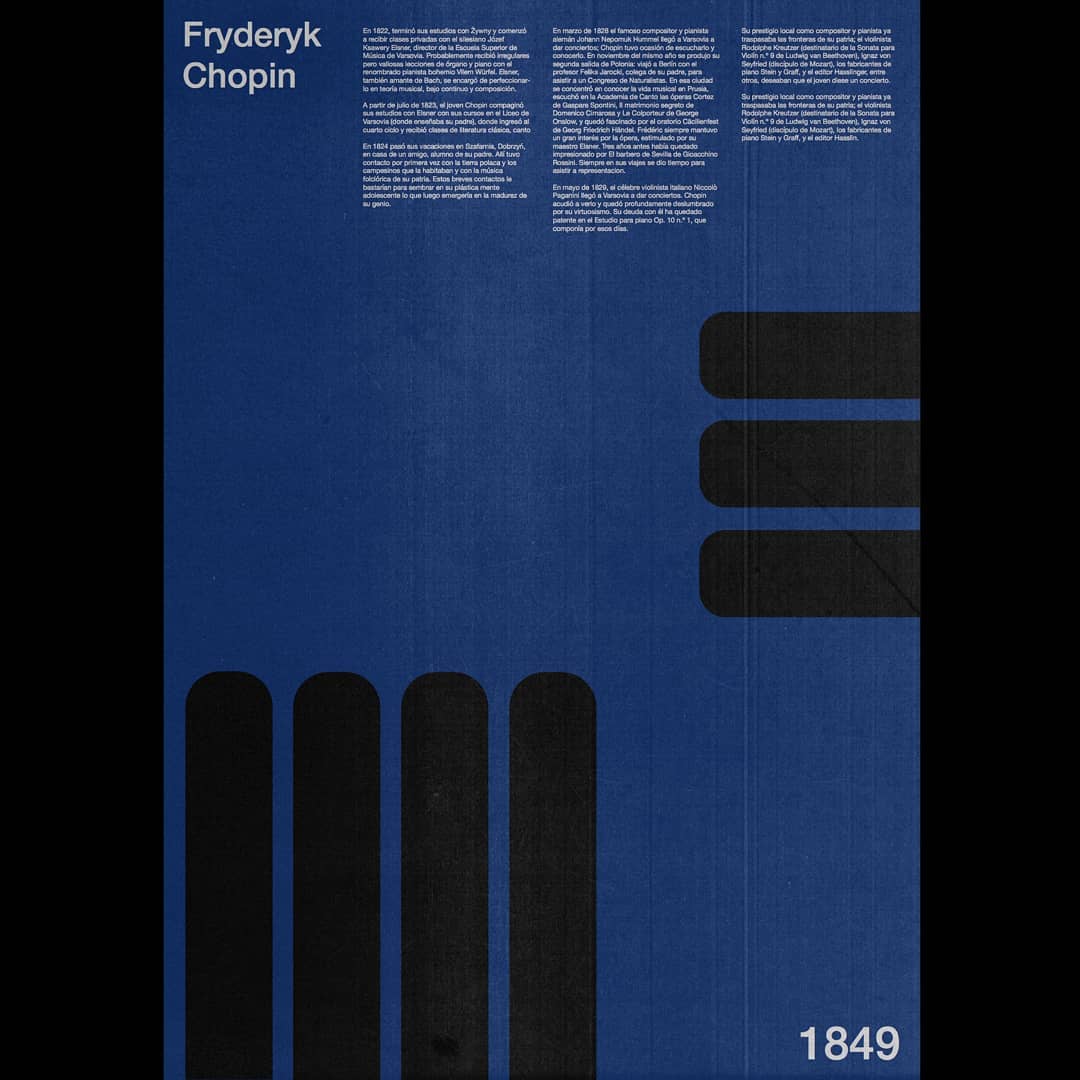 Fryderyk
Chopin
En 1822, terminó sus estudios con Żywny y comenzó
a recibir clases privadas con el silesiano Józef
Ksawery Elsner, director de la Escuela Superior de
Música de Varsovia. Probablemente recibió irregulares
pero valiosas lecciones de órgano y piano con el
renombrado pianista bohemio Vilem Würfel. Elsner,
también amante de Bach, se encargó de perfeccionar-
lo en teoría musical, bajo continuo y composición.
A partir de julio de 1823, el joven Chopin compaginó
sus estudios con Elsner con sus cursos en el Liceo de
Varsovia (donde enseñaba su padre), donde ingresó al
cuarto ciclo y recibió clases de literatura clásica, canto
En 1824 pasó sus vacaciones en Szafarnia, Dobrzyń,
en casa de un amigo, alumno de su padre. Allí tuvo
contacto por primera vez con la tierra polaca y los
campesinos que la habitaban y con la música
folclórica de su patria. Estos breves contactos le
bastarían para sembrar en su plástica mente
adolescente lo que luego emergería en la madurez de
su genio.
En marzo de 1828 el famoso compositor y pianista
alemán Johann Nepomuk Hummel llegó a Varsovia a
dar conciertos; Chopin tuvo ocasión de escucharlo y
conocerlo. En noviembre del mismo año se produjo su
segunda salida de Polonia: viajó a Berlín con el
profesor Feliks Jarocki, colega de su padre, para
asistir a un Congreso de Naturalistas. En esa ciudad
se concentró en conocer la vida musical en Prusia,
escuchó en la Academia de Canto las óperas Cortez
de Gaspare Spontini, Il matrimonio segreto de
Domenico Cimarosa y Le Colporteur de George
Onslow, y quedó fascinado por el oratorio Cäcilienfest
de Georg Friedrich Händel. Frédéric siempre mantuvo
un gran interés por la ópera, estimulado por su
maestro Elsner. Tres años antes había quedado
impresionado por El barbero de Sevilla de Gioacchino
Rossini. Siempre en sus viajes se dio tiempo para
asistir a representacion.
En mayo de 1829, el célebre violinista italiano Niccolò
Paganini llegó a Varsovia a dar conciertos. Chopin
acudió a verlo y quedó profundamente deslumbrado
por su virtuosismo. Su deuda con él ha quedado
patente en el Estudio para piano Op. 10 n.º 1, que
componía por esos días.
Su prestigio local como compositor y pianista ya
traspasaba las fronteras de su patria; el violinista
Rodolphe Kreutzer (destinatario de la Sonata para
Violín n.º 9 de Ludwig van Beethoven), Ignaz von
Seyfried (discípulo de Mozart), los fabricantes de
piano Stein y Graff, y el editor Hasslinger, entre
otros, deseaban que el joven diese un concierto.
Su prestigio local como compositor y pianista ya
traspasaba las fronteras de su patria; el violinista
Rodolphe Kreutzer (destinatario de la Sonata para
Violín n.º 9 de Ludwig van Beethoven), Ignaz von
Seyfried (discípulo de Mozart), los fabricantes de
piano Stein y Graff, y el editor Hasslin.
1849